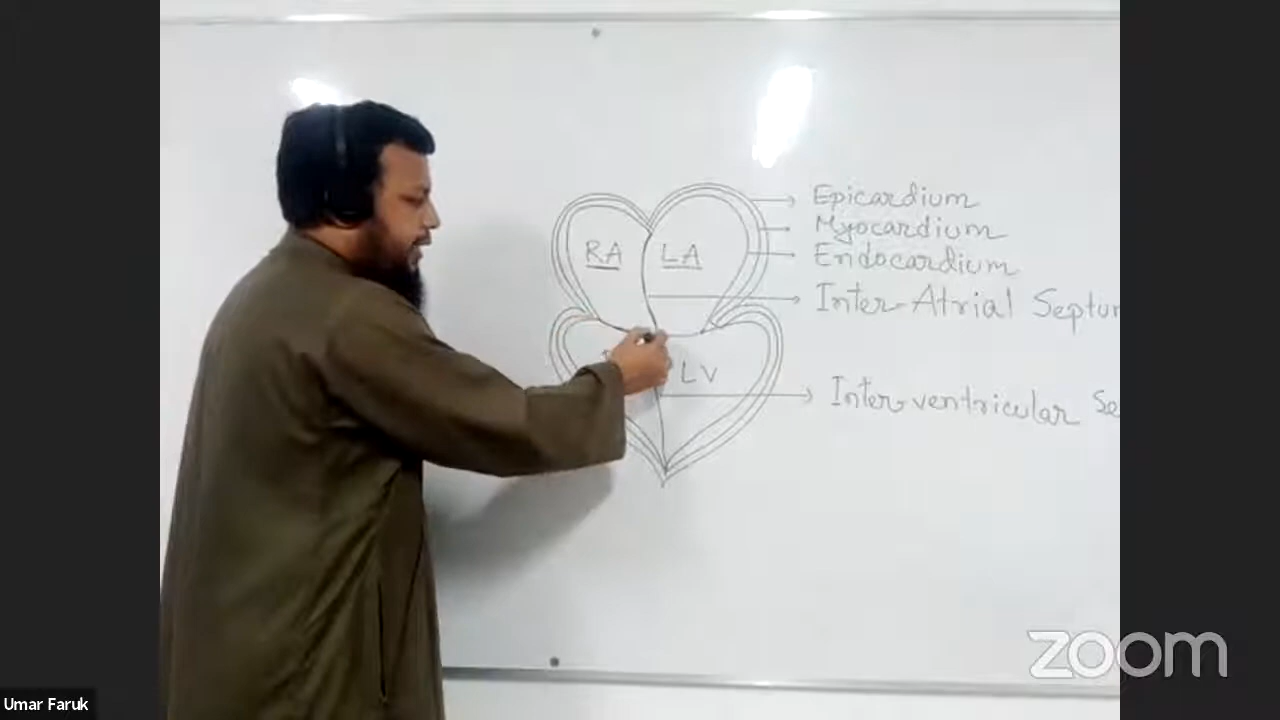 Epicardium
Myocardium
RA LA
Endocardium
Inter-Atrial Septum
LV
Inter-ventricular Se
zoom
Umar Faruk